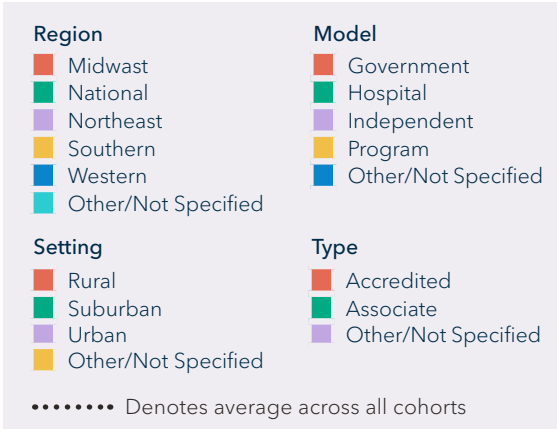 Region
Midwast
National
Northeast
Southern
Western
Other/Not Specified
Model
Government
Hospital
Independent
Program
Other/Not Specified
Setting
Rural
Suburban
Urban
Other/Not Specified
Type
Accredited
Associate
Other/Not Specified
Denotes average across all cohorts